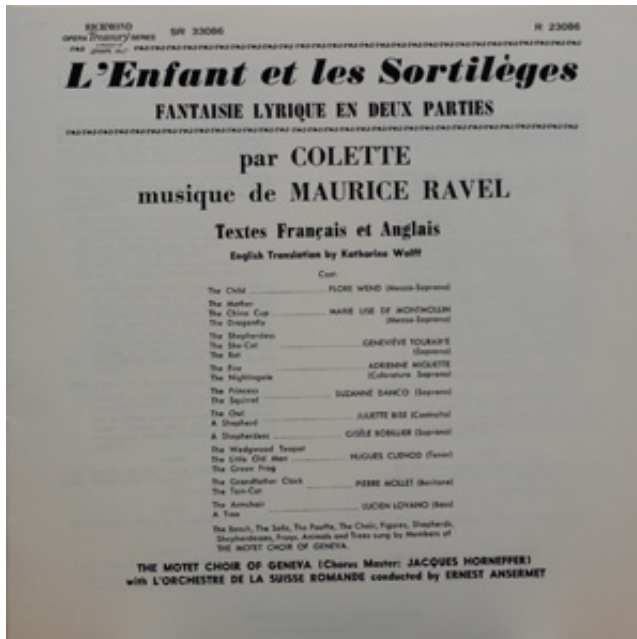 RICHMOND
OPERA Treasury SERIES SR 33086 R 23086
L'Enfant et les Sortilèges
FANTAISIE LYRIQUE EN DEUX PARTIES
par COLETTE
musique de MAURICE RAVEL
Textes Français et Anglais
English Translation by Katharine Wolff
Cast:
The Child FLORE WEND (Mezzo-Soprano)
The Mother
The China Cup MARIE LISE DE MONTMOLLIN
The Dragonfly (Mezzo-Soprano)
The Shepherdess
The She-Cat GENEVIÈVE TOURAINE
The Bat (Soprano)
The Fire ADRIENNE MIGLIETTE
The Nightingale (Coloratura Soprano)
The Princess
The Squirrel SUZANNE DANCO (Soprano)
The Owl JULIETTE BISE (Contralto)
A Shepherd
A Shepherdess GISÈLE BOBILLIER (Soprano)
The Wedgwood Teapot
The Little Old Man HUGUES CUENOD (Tenor)
The Green Frog
The Grandfather Clock PIERRE MOLLET (Baritone)
The Tom-Cat
The Armchair LUCIEN LOVANO (Bass)
A Tree
The Bench, The Sofa, The Pouffe, The Chair, Figures, Shepherds,
Shepherdesses, Frogs, Animals and Trees sung by Members of
THE MOTET CHOIR OF GENEVA.
THE MOTET CHOIR OF GENEVA (Chorus Master: JACQUES HORNEFFER)
with L'ORCHESTRE DE LA SUISSE ROMANDE conducted by ERNEST ANSERMET